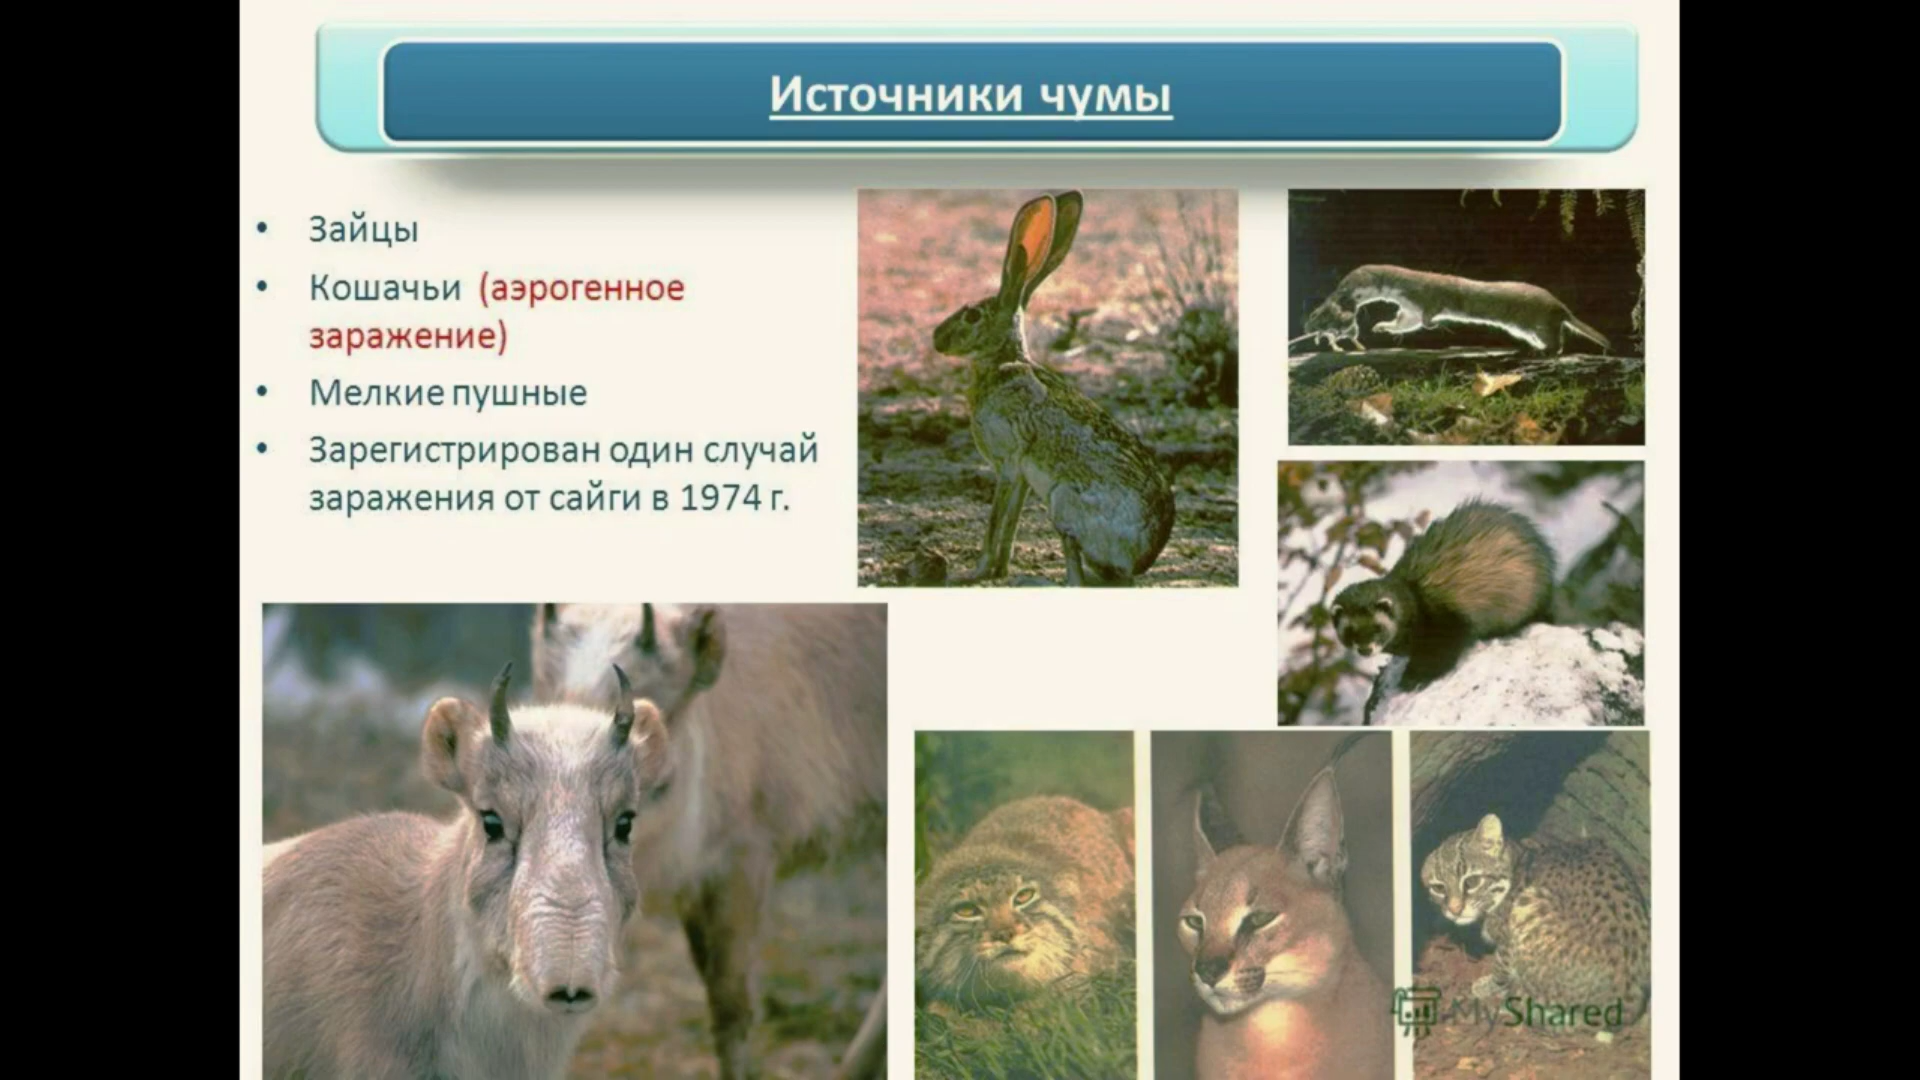 Источники чумы
• Зайцы
• Кошачьи (аэрогенное
заражение)
• Мелкие пушные
• Зарегистрирован один случай
заражения от сайги в 1974 г.
MyShared